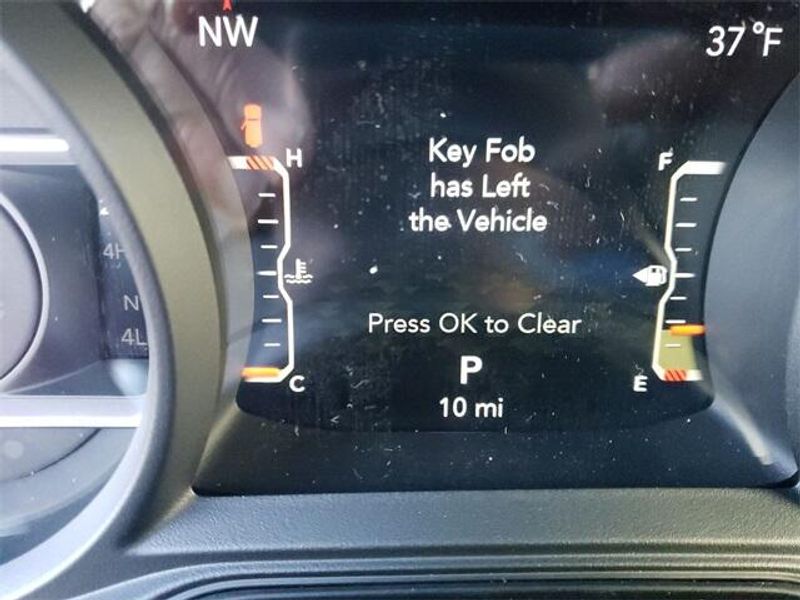 NW
37°F
H
F
Key Fob
has Left
the Vehicle
4H
N
4L
Press OK to Clear
C
P
E
10 mi